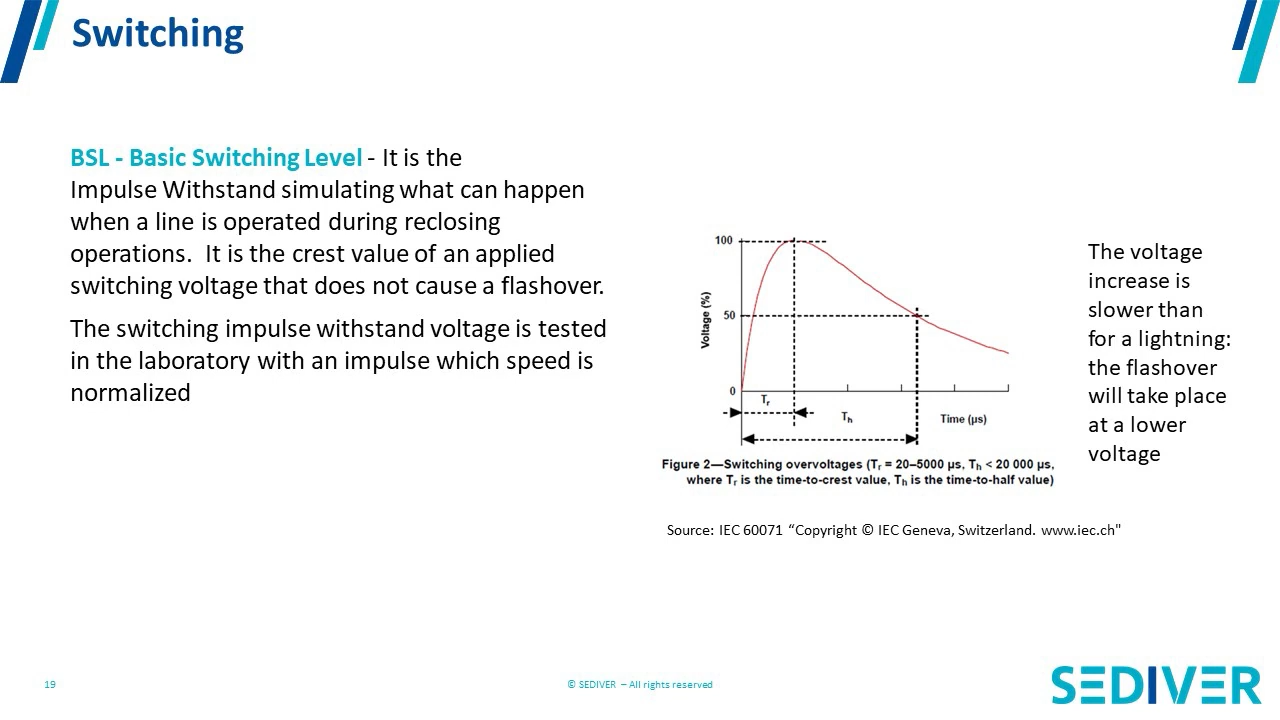 Switching
BSL - Basic Switching Level - It is the
Impulse Withstand simulating what can happen
when a line is operated during reclosing
operations.  It is the crest value of an applied
switching voltage that does not cause a flashover.
The switching impulse withstand voltage is tested
in the laboratory with an impulse which speed is
normalized
100
50
0
Voltage (%)
Tr
Th
Time (µs)
Figure 2—Switching overvoltages (Tr = 20–5000 µs, Th < 20 000 µs,
where Tr is the time-to-crest value, Th is the time-to-half value)
Source: IEC 60071 “Copyright © IEC Geneva, Switzerland. www.iec.ch"
The voltage
increase is
slower than
for a lightning:
the flashover
will take place
at a lower
voltage
19
© SEDIVER – All rights reserved
SEDIVER